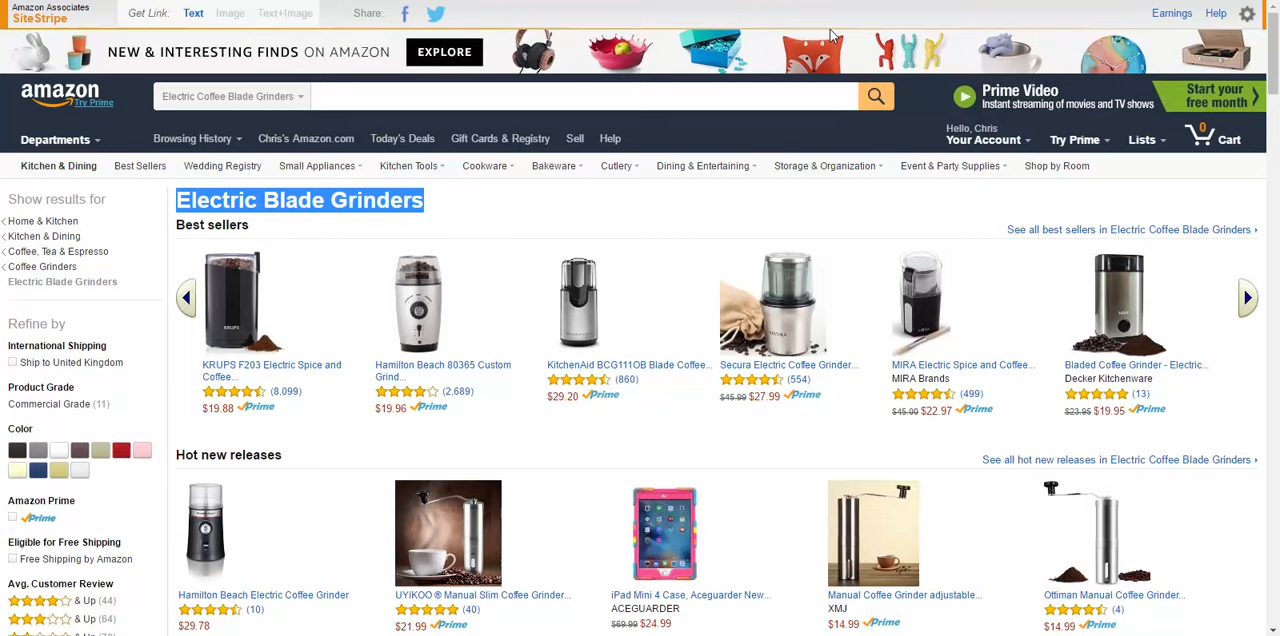 Amazon Associates
SiteStripe
Get Link: Text Image Text+Image Share: Earnings Help
NEW & INTERESTING FINDS ON AMAZON EXPLORE
amazon
Try Prime
Electric Coffee Blade Grinders
Prime Video
Instant streaming of movies and TV shows
Start your
free month
Departments Browsing History Chris's Amazon.com Today's Deals Gift Cards & Registry Sell Help
Hello, Chris
Your Account Try Prime Lists 0 Cart
Kitchen & Dining Best Sellers Wedding Registry Small Appliances Kitchen Tools Cookware Bakeware Cutlery Dining & Entertaining Storage & Organization Event & Party Supplies Shop by Room
Show results for
Home & Kitchen
Kitchen & Dining
Coffee, Tea & Espresso
Coffee Grinders
Electric Blade Grinders
Refine by
International Shipping
Ship to United Kingdom
Product Grade
Commercial Grade (11)
Color
Amazon Prime
Prime
Eligible for Free Shipping
Free Shipping by Amazon
Avg. Customer Review
& Up (44)
& Up (64)
Electric Blade Grinders
Best sellers
See all best sellers in Electric Coffee Blade Grinders
KRUPS
MIRA
KRUPS F203 Electric Spice and
Coffee...
(8,099)
$19.88 Prime
Hamilton Beach 80365 Custom
Grind...
(2,689)
$19.96 Prime
KitchenAid BCG111OB Blade Coffee...
(860)
$29.20 Prime
Secura Electric Coffee Grinder...
(554)
$45.99 $27.99 Prime
MIRA Electric Spice and Coffee...
MIRA Brands
(499)
$45.00 $22.97 Prime
Bladed Coffee Grinder - Electric...
Decker Kitchenware
(13)
$23.95 $19.95 Prime
Hot new releases
See all hot new releases in Electric Coffee Blade Grinders
Hamilton Beach Electric Coffee Grinder
(10)
$29.78
UYIKOO ® Manual Slim Coffee Grinder...
(40)
$21.99 Prime
iPad Mini 4 Case, Aceguarder New...
ACEGUARDER
$69.99 $24.99
Manual Coffee Grinder adjustable...
XMJ
$14.99 Prime
Ottiman Manual Coffee Grinder...
(4)
$14.99 Prime